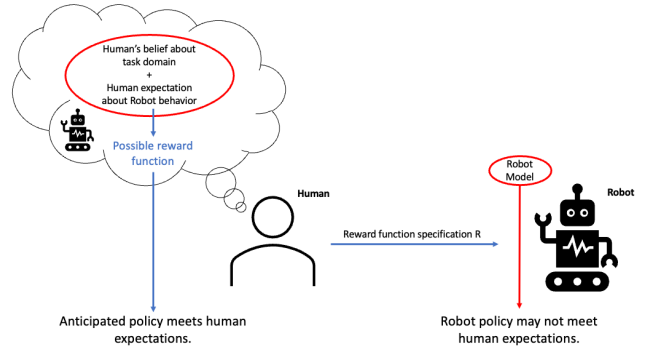 Human's belief about
task domain
+
Human expectation
about Robot behavior
Possible reward
function
Human
Reward function specification R
Robot
Model
Robot
Anticipated policy meets human
expectations.
Robot policy may not meet
human expectations.